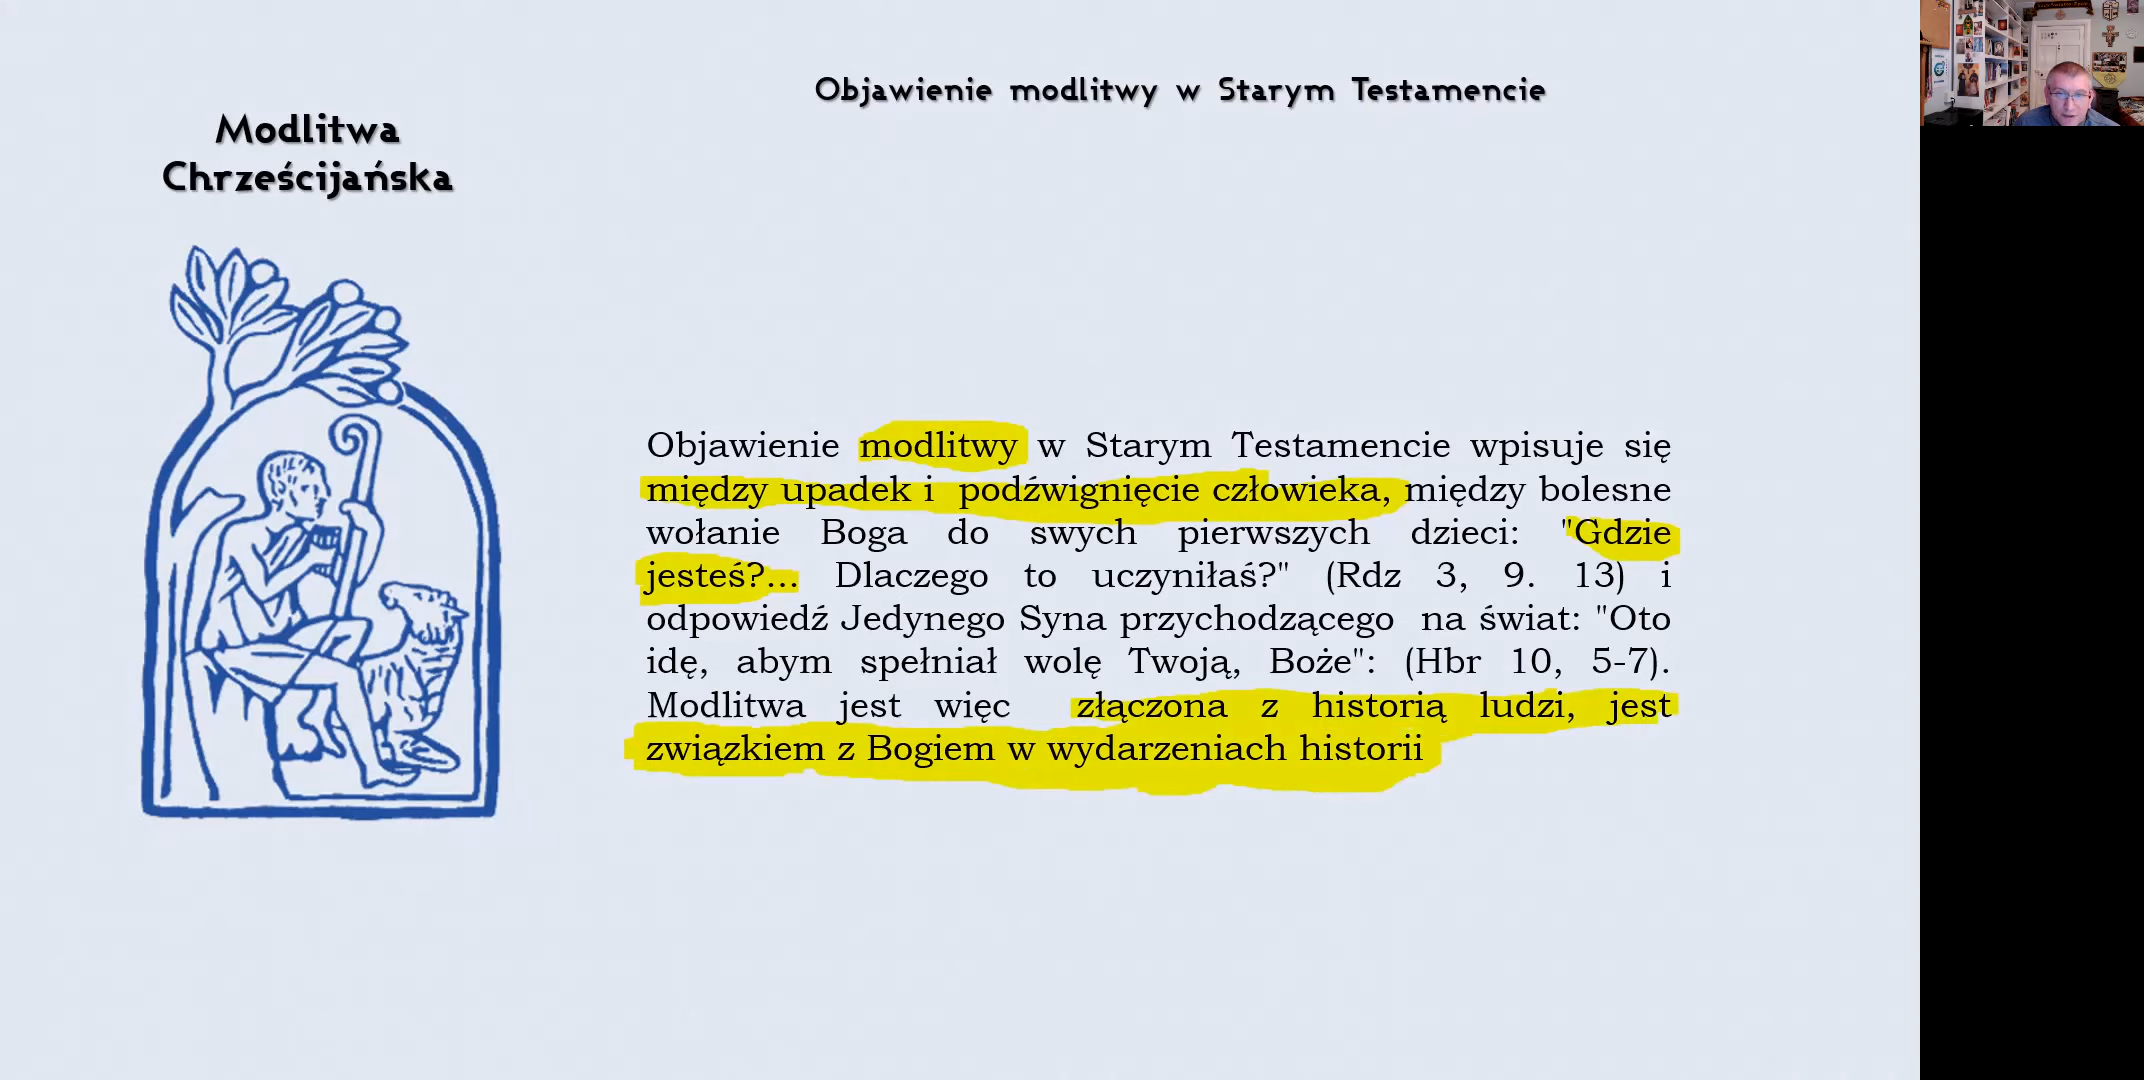 Modlitwa
Chrześcijańska
Objawienie modlitwy w Starym Testamencie
Objawienie modlitwy w Starym Testamencie wpisuje się
między upadek i podźwignięcie człowieka, między bolesne
wołanie Boga do swych pierwszych dzieci: "Gdzie
jesteś?... Dlaczego to uczyniłaś?" (Rdz 3, 9. 13) i
odpowiedź Jedynego Syna przychodzącego na świat: "Oto
idę, abym spełniał wolę Twoją, Boże": (Hbr 10, 5-7).
Modlitwa jest więc złączona z historią ludzi, jest
związkiem z Bogiem w wydarzeniach historii